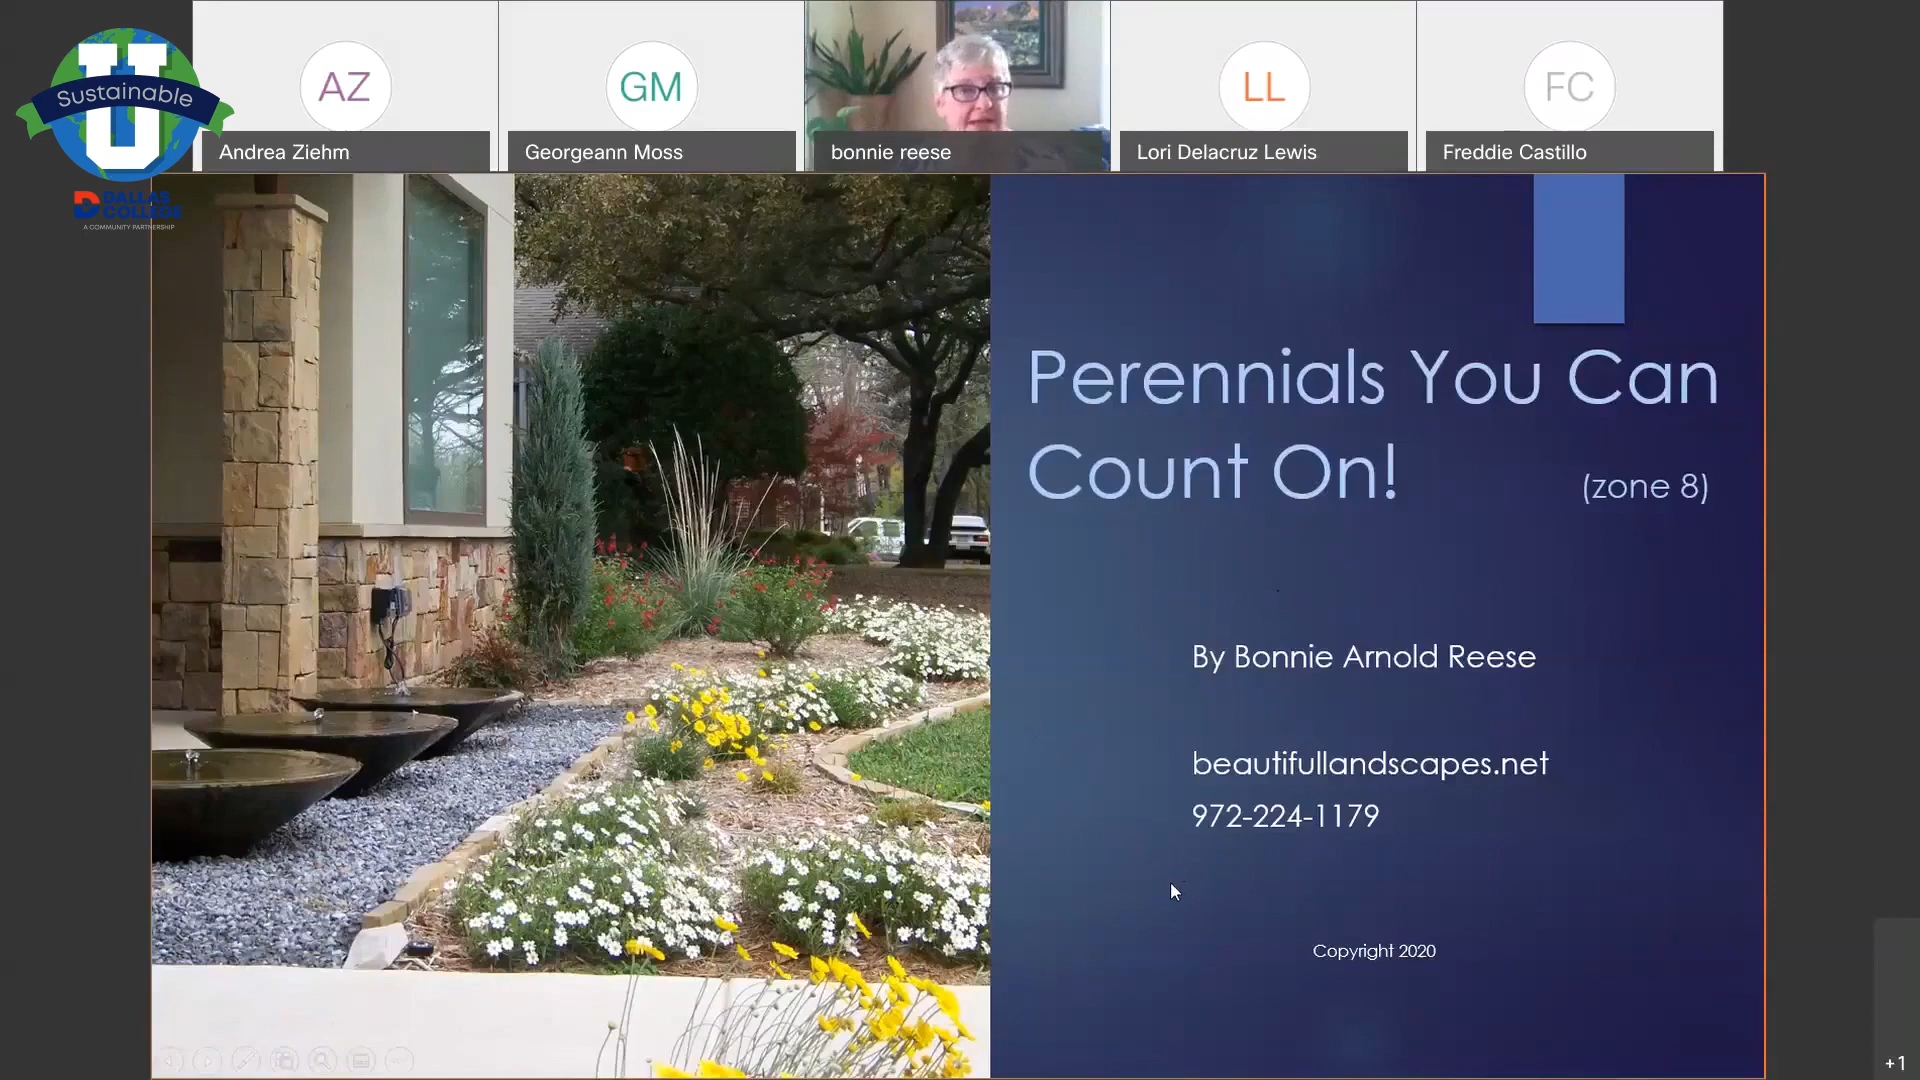 U
Sustainable
DALLAS
COLLEGE
A COMMUNITY PARTNERSHIP
AZ
Andrea Ziehm
GM
Georgeann Moss
bonnie reese
LL
Lori Delacruz Lewis
FC
Freddie Castillo
Perennials You Can
Count On! (zone 8)
By Bonnie Arnold Reese
beautifullandscapes.net
972-224-1179
Copyright 2020
+1